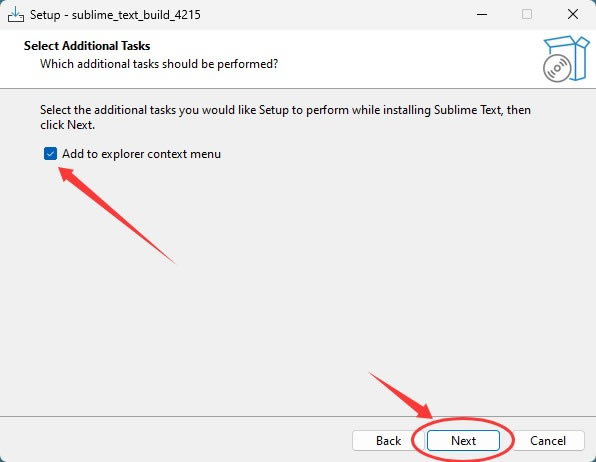 Setup - sublime_text_build_4215
Select Additional Tasks
Which additional tasks should be performed?
Select the additional tasks you would like Setup to perform while installing Sublime Text, then
click Next.
Add to explorer context menu
Back
Next
Cancel